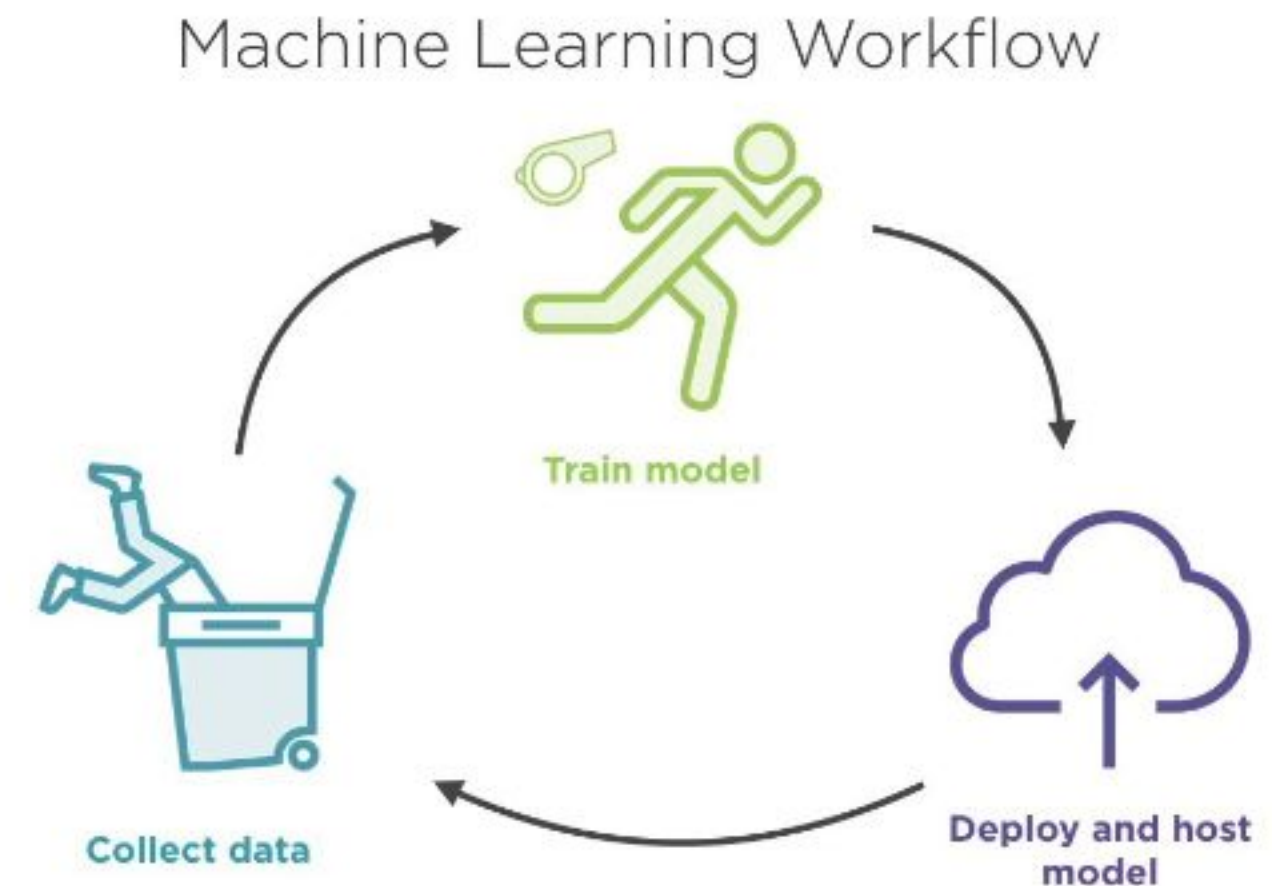 Machine Learning Workflow
Train model
Collect data
Deploy and host
model